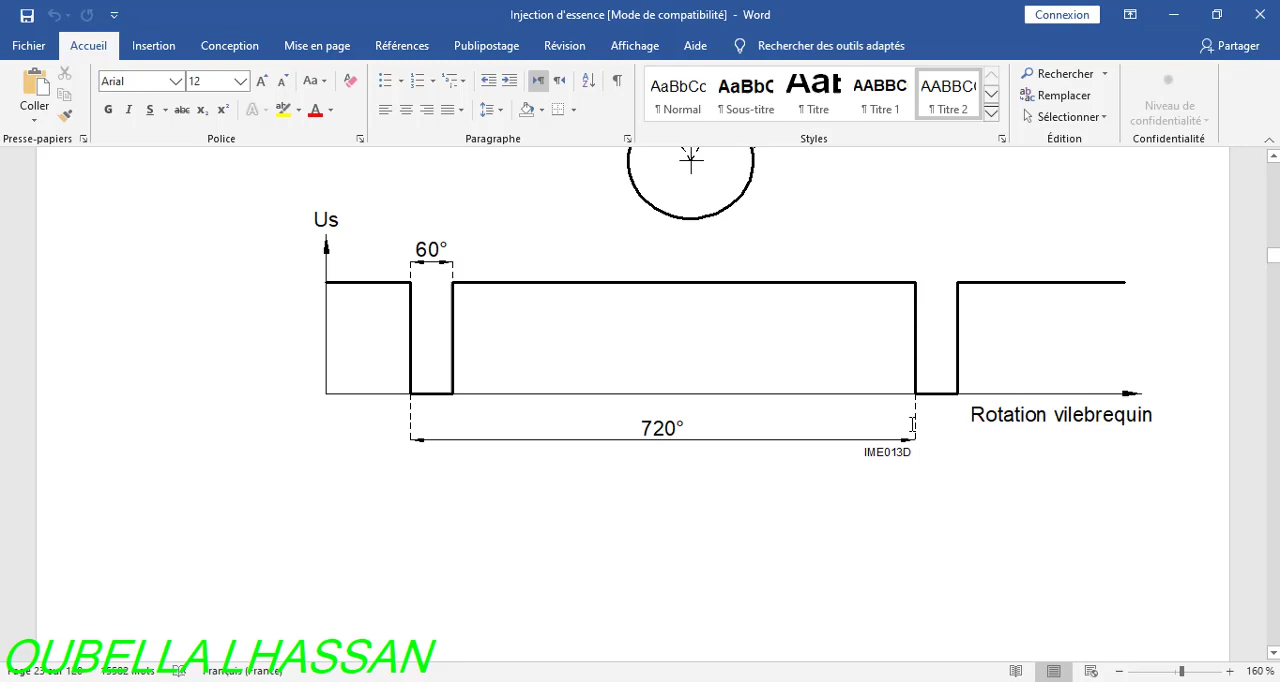 Injection d'essence [Mode de compatibilité] - Word
Connexion
Fichier Accueil Insertion Conception Mise en page Références Publipostage Révision Affichage Aide Rechercher des outils adaptés Partager
Coller
Presse-papiers
Arial 12
Police
Paragraphe
AaBbCc ¶ Normal
AaBbC ¶ Sous-titre
Aat ¶ Titre
AABBC ¶ Titre 1
AABBC ¶ Titre 2
Styles
Rechercher
Remplacer
Sélectionner
Édition
Niveau de
confidentialité
Confidentialité
Us
60°
Rotation vilebrequin
720°
IME013D
OUBELLA LHASSAN
Français (France)
160 %